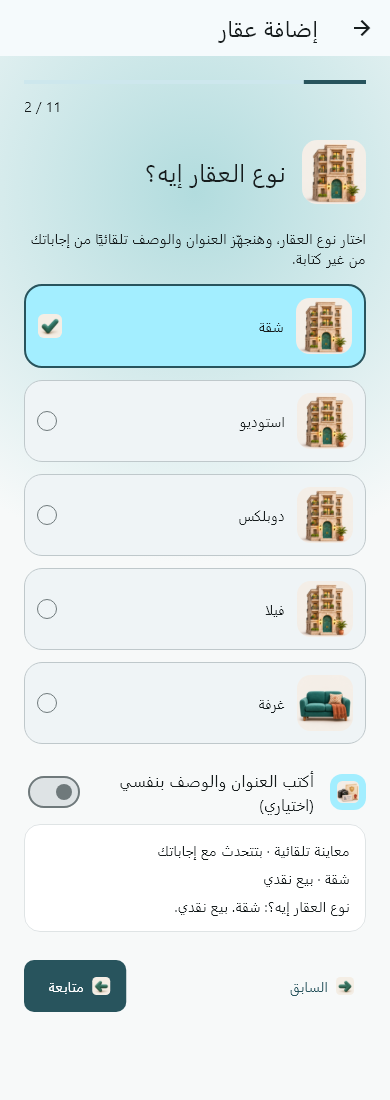 إضافة عقار
2 / 11
نوع العقار إيه؟
اختار نوع العقار، وهنجهّز العنوان والوصف تلقائيًا من إجاباتك
من غير كتابة.
شقة
استوديو
دوبلكس
فيلا
غرفة
أكتب العنوان والوصف بنفسي
(اختياري)
معاينة تلقائية · بتتحدث مع إجاباتك
شقة · بيع نقدي
نوع العقار إيه؟: شقة. بيع نقدي.
السابق
متابعة